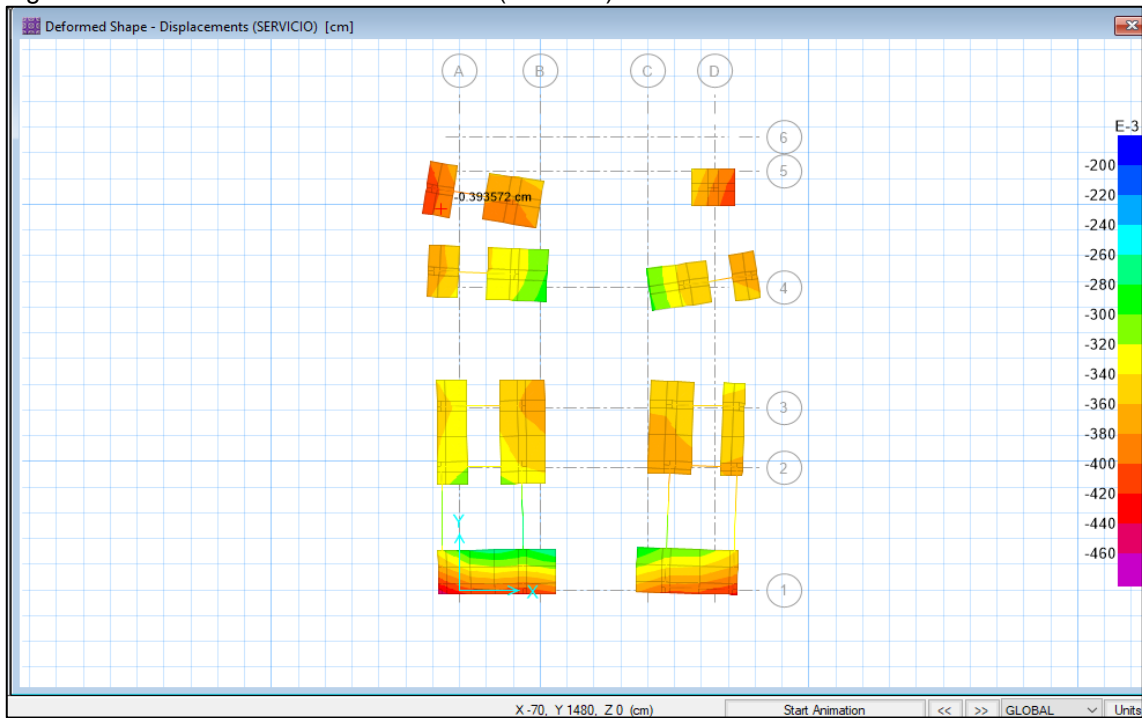 Deformed Shape - Displacements (SERVICIO) [cm]
A B C D
6
E-3
5
-200
-220
-0.393572 cm
-240
-260
4
-280
-300
-320
-340
3
-360
-380
2
-400
-420
Y
-440
X
1
-460
X -70, Y 1480, Z 0 (cm) Start Animation << >> GLOBAL Units